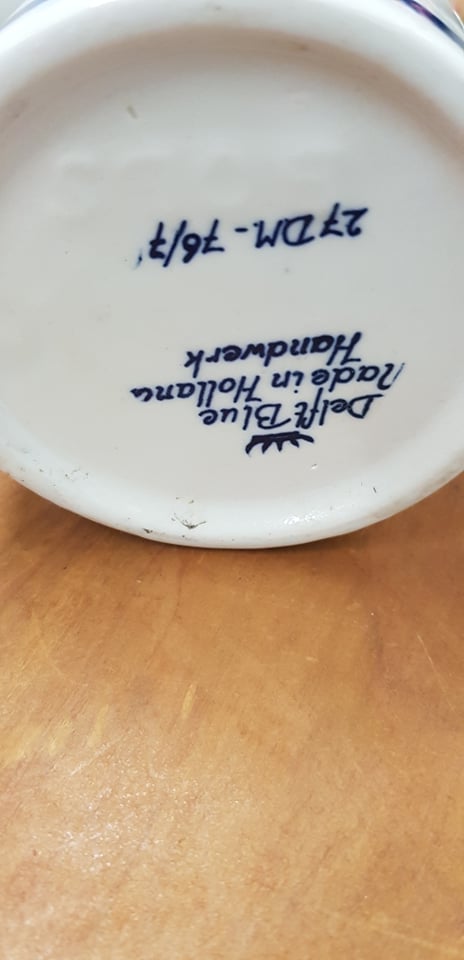 Delft Blue
Made in Holland
Handwerk
27DM - 76/7